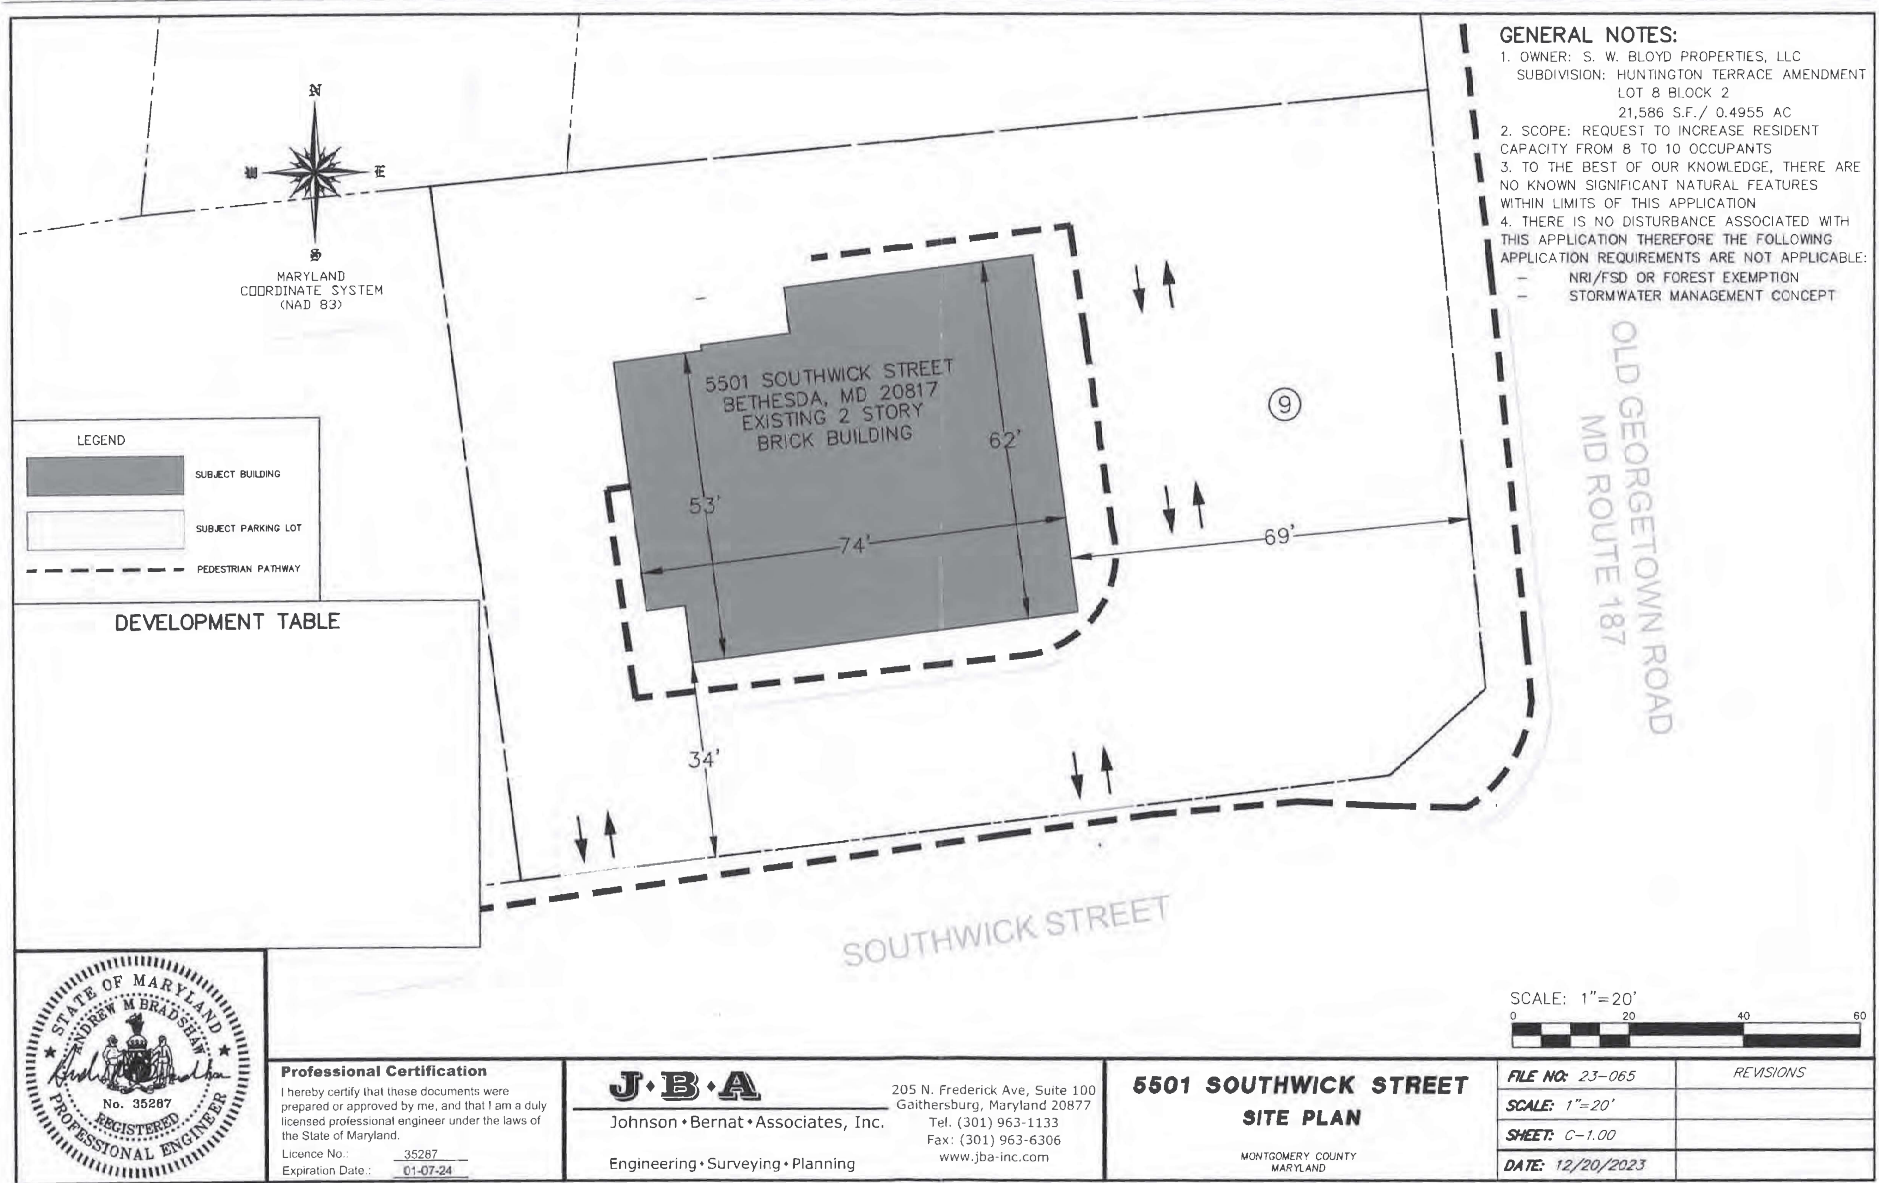 GENERAL NOTES:
1. OWNER: S. W. BLOYD PROPERTIES, LLC
SUBDIVISION: HUNTINGTON TERRACE AMENDMENT
LOT 8 BLOCK 2
21,586 S.F./ 0.4955 AC
2. SCOPE: REQUEST TO INCREASE RESIDENT
CAPACITY FROM 8 TO 10 OCCUPANTS
3. TO THE BEST OF OUR KNOWLEDGE, THERE ARE
NO KNOWN SIGNIFICANT NATURAL FEATURES
WITHIN LIMITS OF THIS APPLICATION
4. THERE IS NO DISTURBANCE ASSOCIATED WITH
THIS APPLICATION THEREFORE THE FOLLOWING
APPLICATION REQUIREMENTS ARE NOT APPLICABLE:
– NRI/FSD OR FOREST EXEMPTION
– STORMWATER MANAGEMENT CONCEPT
N
W E
S
MARYLAND
COORDINATE SYSTEM
(NAD 83)
5501 SOUTHWICK STREET
BETHESDA, MD 20817
EXISTING 2 STORY
BRICK BUILDING
62'
53'
74'
69'
34'
9
OLD GEORGETOWN ROAD
MD ROUTE 187
SOUTHWICK STREET
LEGEND
SUBJECT BUILDING
SUBJECT PARKING LOT
PEDESTRIAN PATHWAY
DEVELOPMENT TABLE
SCALE: 1"=20'
0 20 40 60
STATE OF MARYLAND
ANDREW M BRADSHAW
No. 35287
REGISTERED
PROFESSIONAL ENGINEER
Professional Certification
I hereby certify that these documents were
prepared or approved by me, and that I am a duly
licensed professional engineer under the laws of
the State of Maryland.
Licence No.: 35287
Expiration Date.: 01-07-24
J•B•A
Johnson•Bernat•Associates, Inc.
Engineering•Surveying•Planning
205 N. Frederick Ave, Suite 100
Gaithersburg, Maryland 20877
Tel. (301) 963-1133
Fax: (301) 963-6306
www.jba-inc.com
5501 SOUTHWICK STREET
SITE PLAN
MONTGOMERY COUNTY
MARYLAND
FILE NO: 23-065
SCALE: 1"=20'
SHEET: C-1.00
DATE: 12/20/2023
REVISIONS